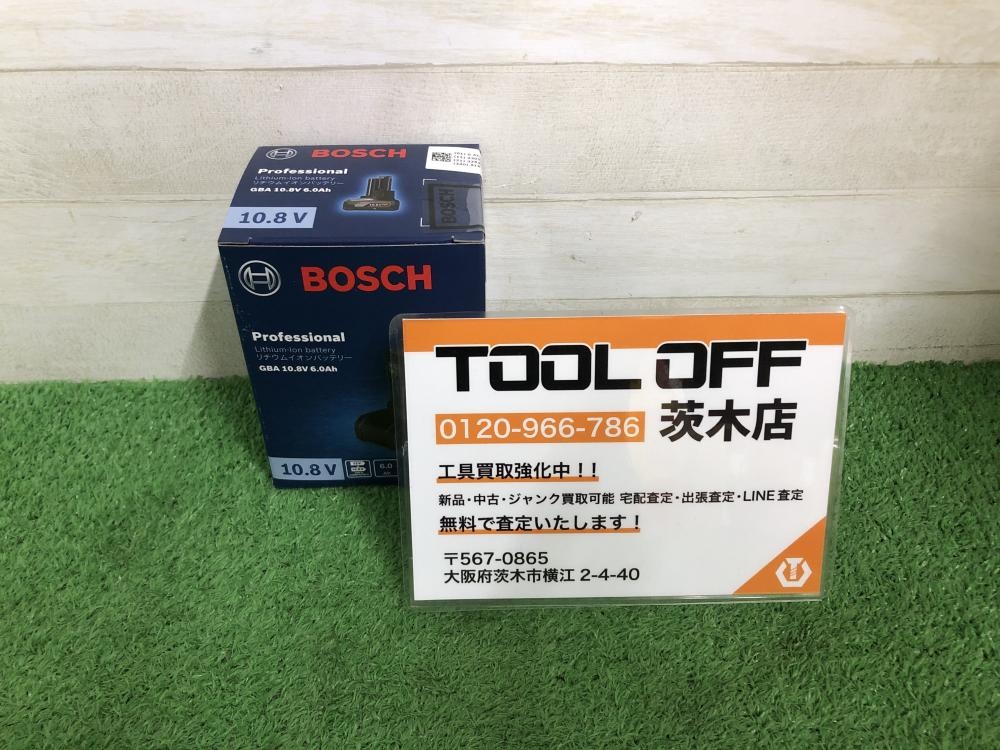 BOSCH
Professional
Lithium-Ion battery
リチウムイオンバッテリー
GBA 10.8V 6.0Ah
10.8 V
BOSCH
BOSCH
Professional
Lithium-Ion battery
リチウムイオンバッテリー
GBA 10.8V 6.0Ah
10.8 V
6.0
TOOL OFF
0120-966-786 茨木店
工具買取強化中!!
新品・中古・ジャンク買取可能 宅配査定・出張査定・LINE査定
無料で査定いたします!
〒567-0865
大阪府茨木市横江 2-4-40